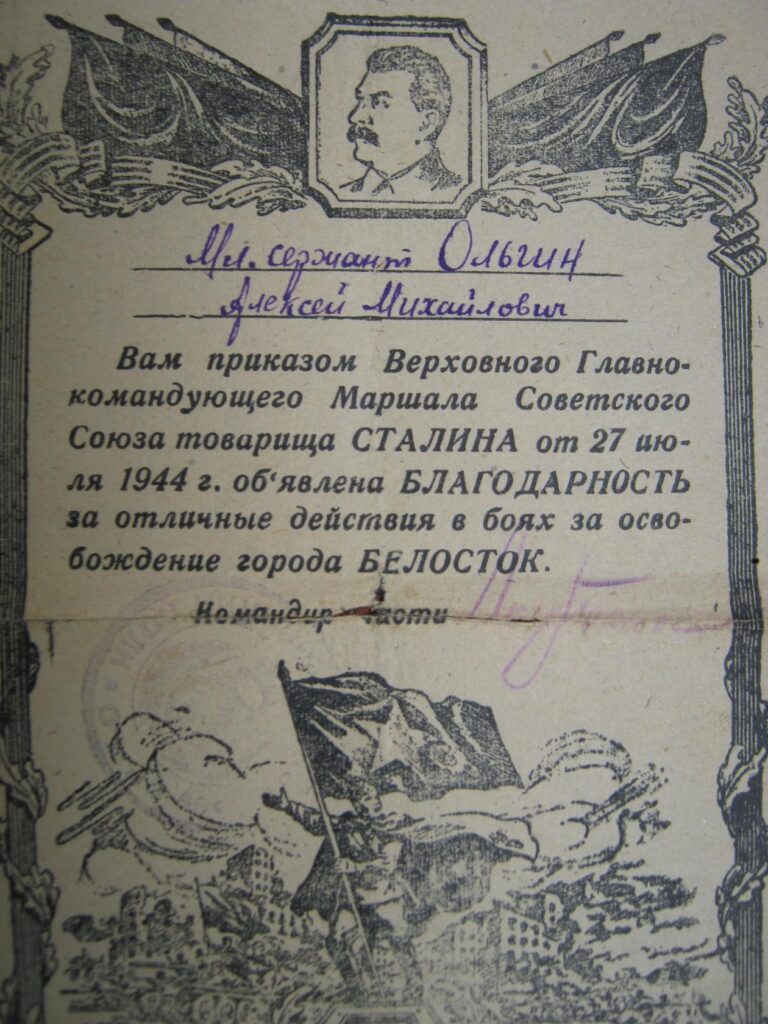 Мл. сержант Ольгин
Алексей Михайлович
Вам приказом Верховного Главно-
командующего Маршала Советского
Союза товарища СТАЛИНА от 27 ию-
ля 1944 г. об‘явлена БЛАГОДАРНОСТЬ
за отличные действия в боях за осво-
бождение города БЕЛОСТОК.
Командир части